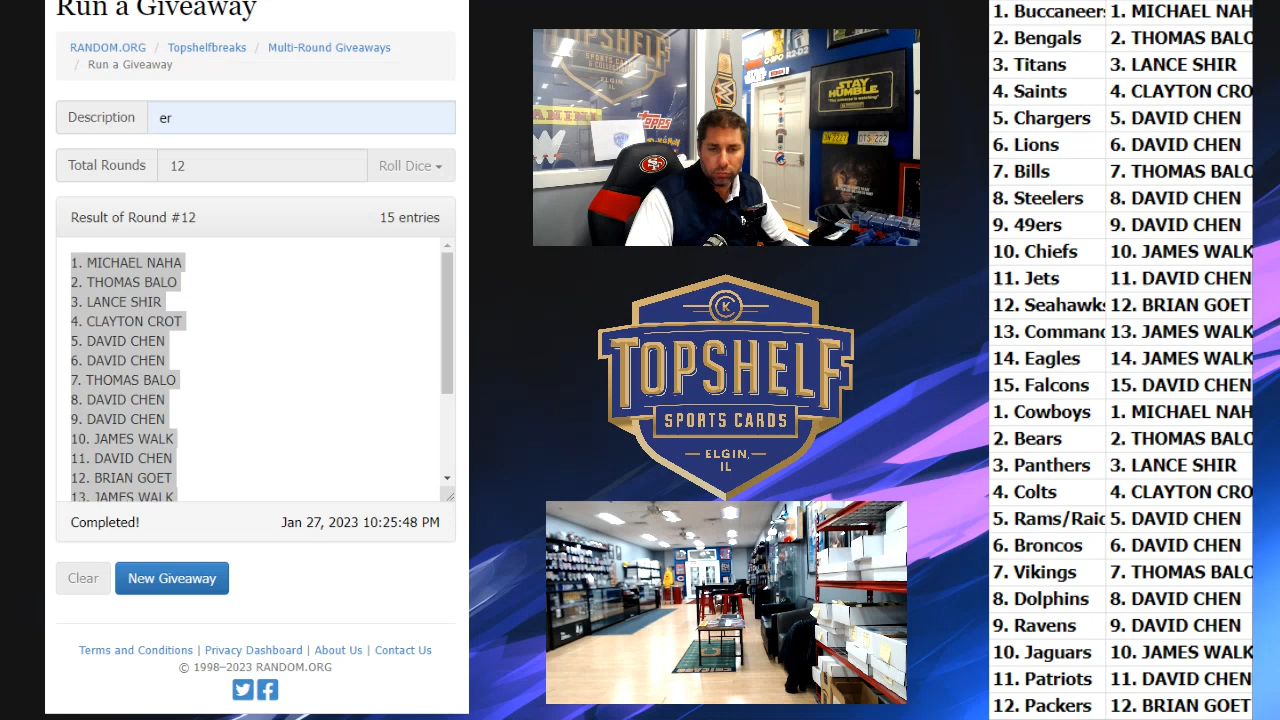 Run a Giveaway
RANDOM.ORG / Topshelfbreaks / Multi-Round Giveaways
/ Run a Giveaway
Description er
Total Rounds 12 Roll Dice
Result of Round #12 15 entries
1. MICHAEL NAHA
2. THOMAS BALO
3. LANCE SHIR
4. CLAYTON CROT
5. DAVID CHEN
6. DAVID CHEN
7. THOMAS BALO
8. DAVID CHEN
9. DAVID CHEN
10. JAMES WALK
11. DAVID CHEN
12. BRIAN GOET
13. JAMES WALK
Completed! Jan 27, 2023 10:25:48 PM
Clear New Giveaway
Terms and Conditions | Privacy Dashboard | About Us | Contact Us
© 1998–2023 RANDOM.ORG
TOPSHELF
SPORTS CARDS
ELGIN,
IL
STAY
HUMBLE
TOPPS
K
TOPSHELF
SPORTS CARDS
— ELGIN, —
IL
1. Buccaneers 1. MICHAEL NAH
2. Bengals 2. THOMAS BALO
3. Titans 3. LANCE SHIR
4. Saints 4. CLAYTON CRO
5. Chargers 5. DAVID CHEN
6. Lions 6. DAVID CHEN
7. Bills 7. THOMAS BALO
8. Steelers 8. DAVID CHEN
9. 49ers 9. DAVID CHEN
10. Chiefs 10. JAMES WALK
11. Jets 11. DAVID CHEN
12. Seahawks 12. BRIAN GOET
13. Command 13. JAMES WALK
14. Eagles 14. JAMES WALK
15. Falcons 15. DAVID CHEN
1. Cowboys 1. MICHAEL NAH
2. Bears 2. THOMAS BALO
3. Panthers 3. LANCE SHIR
4. Colts 4. CLAYTON CRO
5. Rams/Raid 5. DAVID CHEN
6. Broncos 6. DAVID CHEN
7. Vikings 7. THOMAS BALO
8. Dolphins 8. DAVID CHEN
9. Ravens 9. DAVID CHEN
10. Jaguars 10. JAMES WALK
11. Patriots 11. DAVID CHEN
12. Packers 12. BRIAN GOET